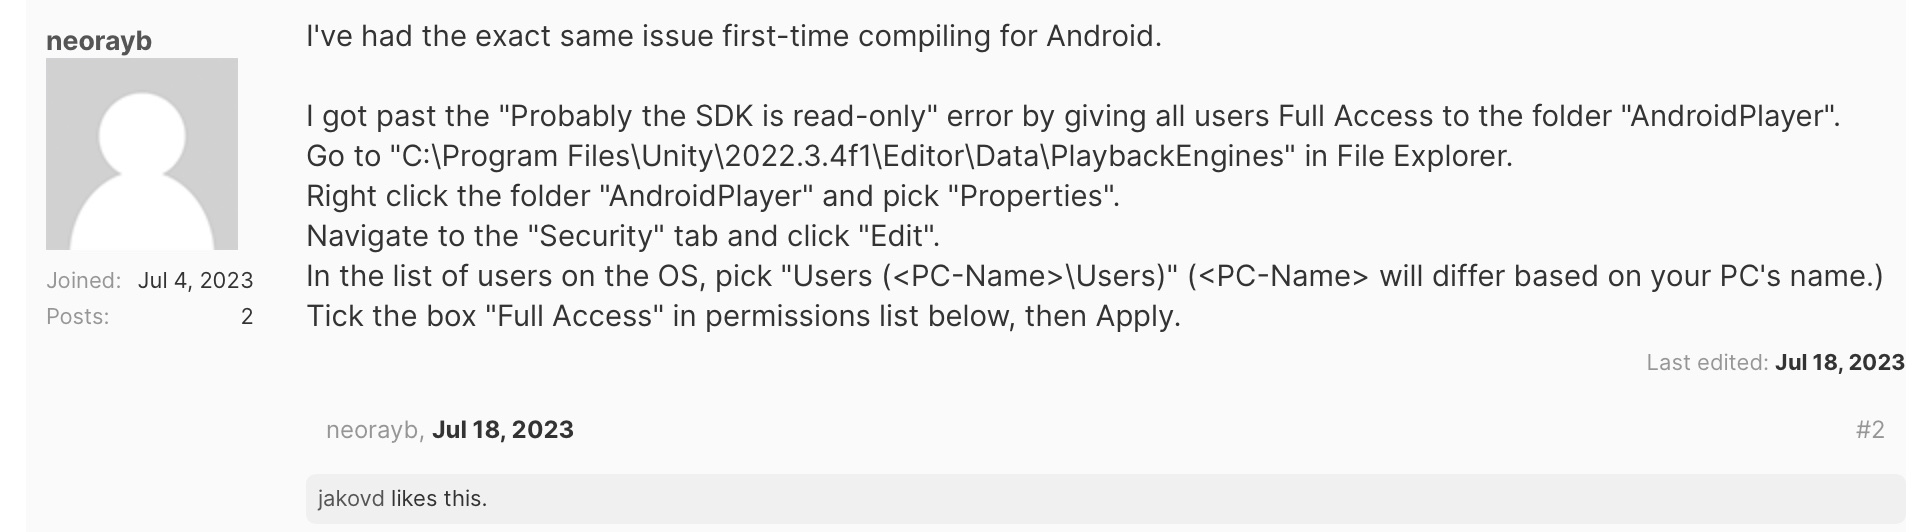 neorayb
Joined: Jul 4, 2023
Posts: 2
I've had the exact same issue first-time compiling for Android.
I got past the "Probably the SDK is read-only" error by giving all users Full Access to the folder "AndroidPlayer".
Go to "C:\Program Files\Unity\2022.3.4f1\Editor\Data\PlaybackEngines" in File Explorer.
Right click the folder "AndroidPlayer" and pick "Properties".
Navigate to the "Security" tab and click "Edit".
In the list of users on the OS, pick "Users (<PC-Name>\Users)" (<PC-Name> will differ based on your PC's name.)
Tick the box "Full Access" in permissions list below, then Apply.
Last edited: Jul 18, 2023
neorayb, Jul 18, 2023 #2
jakovd likes this.